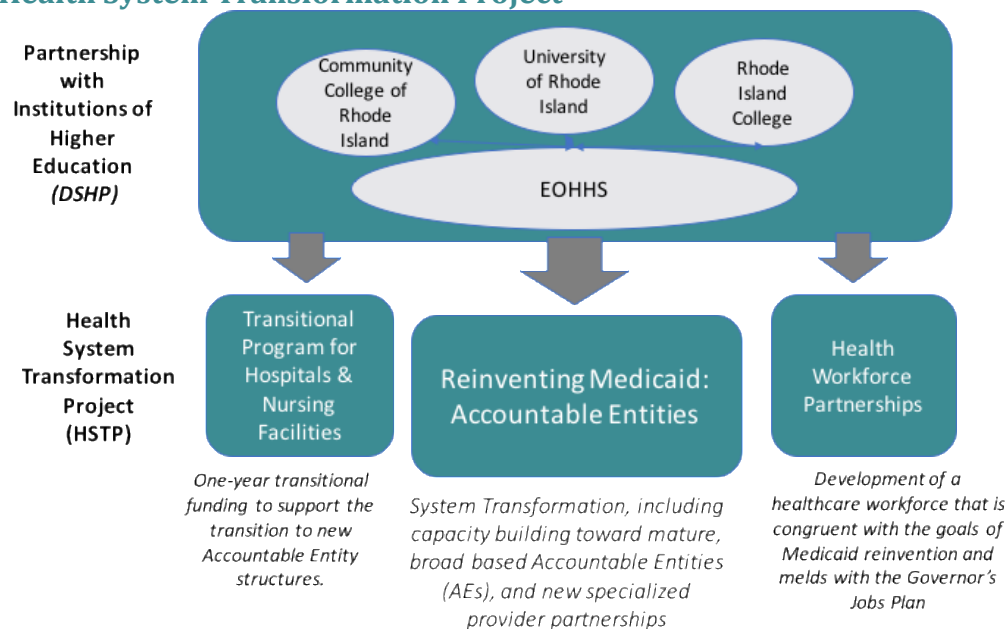 Health System Transformation Project
Partnership
with
Institutions of
Higher
Education
(DSHP)
Community
College of
Rhode
Island
University
of Rhode
Island
Rhode
Island
College
EOHHS
Health
System
Transformation
Project
(HSTP)
Transitional
Program for
Hospitals &
Nursing
Facilities
Reinventing Medicaid:
Accountable Entities
Health
Workforce
Partnerships
One-year transitional
funding to support the
transition to new
Accountable Entity
structures.
System Transformation, including
capacity building toward mature,
broad based Accountable Entities
(AEs), and new specialized
provider partnerships
Development of a
healthcare workforce that is
congruent with the goals of
Medicaid reinvention and
melds with the Governor's
Jobs Plan